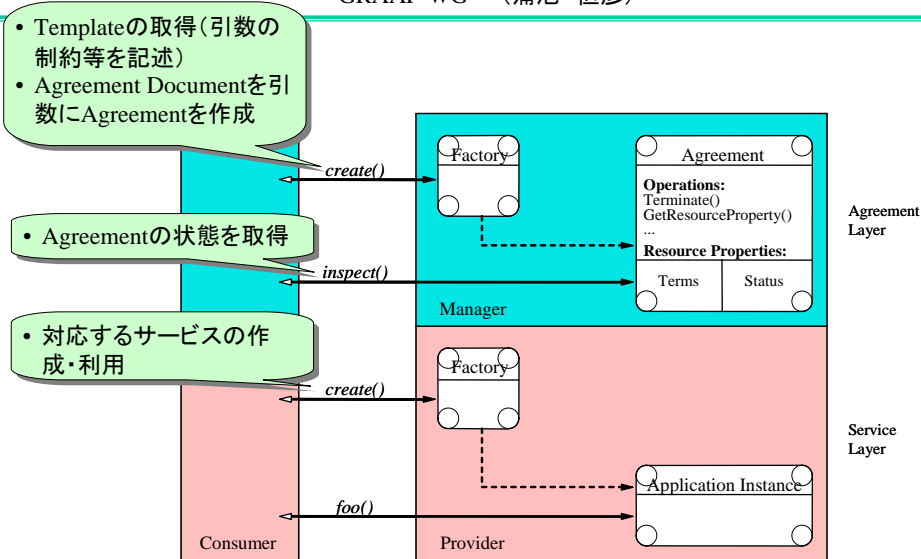 GRAAP-WG
• Templateの取得（引数の
制約等を記述）
• Agreement Documentを引
数にAgreementを作成
create()
Factory
Agreement
Operations:
Terminate()
GetResourceProperty()
...
Resource Properties:
Terms
Status
Agreement
Layer
• Agreementの状態を取得
inspect()
Manager
• 対応するサービスの作
成・利用
create()
Factory
Service
Layer
Application Instance
foo()
Consumer
Provider